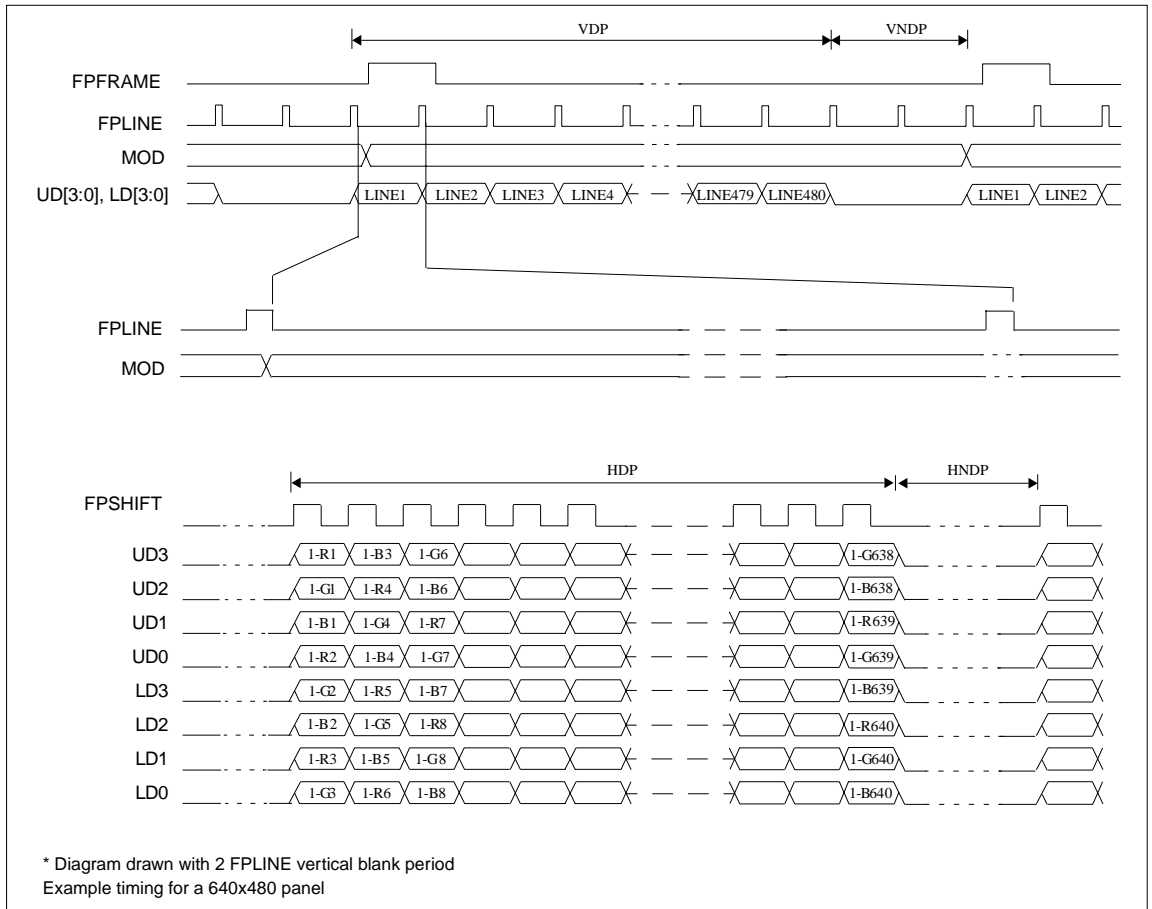 VDP VNDP
FPFRAME
FPLINE
MOD
UD[3:0], LD[3:0] LINE1 LINE2 LINE3 LINE4 LINE479 LINE480 LINE1 LINE2
FPLINE
MOD
HDP HNDP
FPSHIFT
UD3 1-R1 1-B3 1-G6 1-G638
UD2 1-G1 1-R4 1-B6 1-B638
UD1 1-B1 1-G4 1-R7 1-R639
UD0 1-R2 1-B4 1-G7 1-G639
LD3 1-G2 1-R5 1-B7 1-B639
LD2 1-B2 1-G5 1-R8 1-R640
LD1 1-R3 1-B5 1-G8 1-G640
LD0 1-G3 1-R6 1-B8 1-B640
* Diagram drawn with 2 FPLINE vertical blank period
Example timing for a 640x480 panel